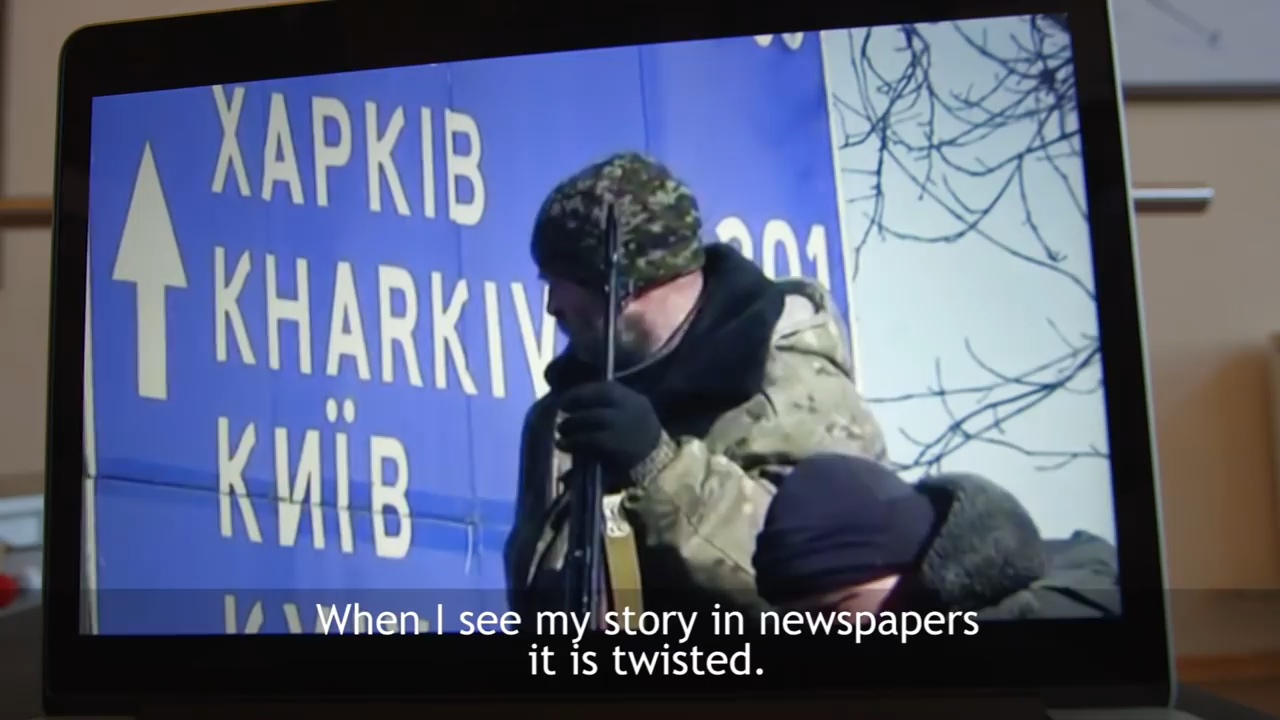 ХАРКІВ
KHARKIV 201
КИЇВ
When I see my story in newspapers
it is twisted.